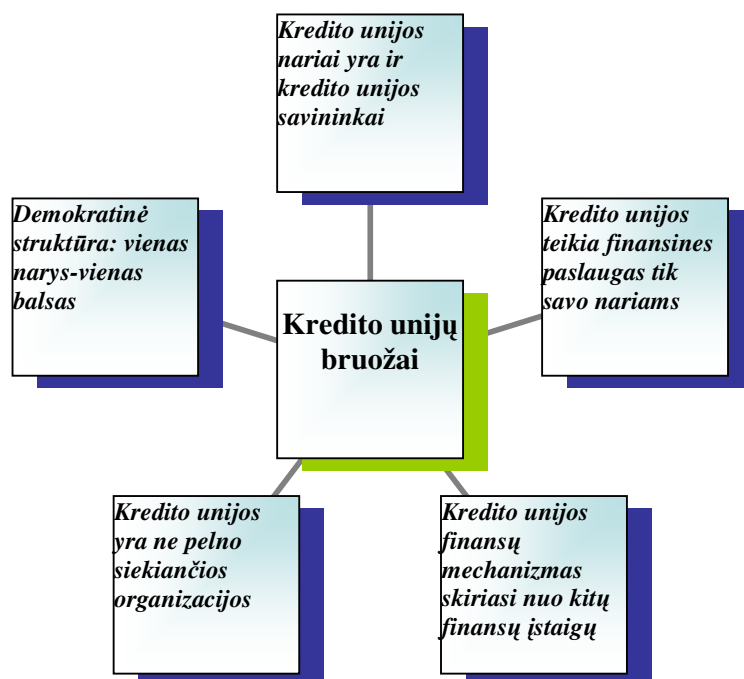 Kredito unijos
nariai yra ir
kredito unijos
savininkai
Demokratinė
struktūra: vienas
narys-vienas
balsas
Kredito unijos
teikia finansines
paslaugas tik
savo nariams
Kredito unijų
bruožai
Kredito unijos
yra ne pelno
siekiančios
organizacijos
Kredito unijos
finansų
mechanizmas
skiriasi nuo kitų
finansų įstaigų